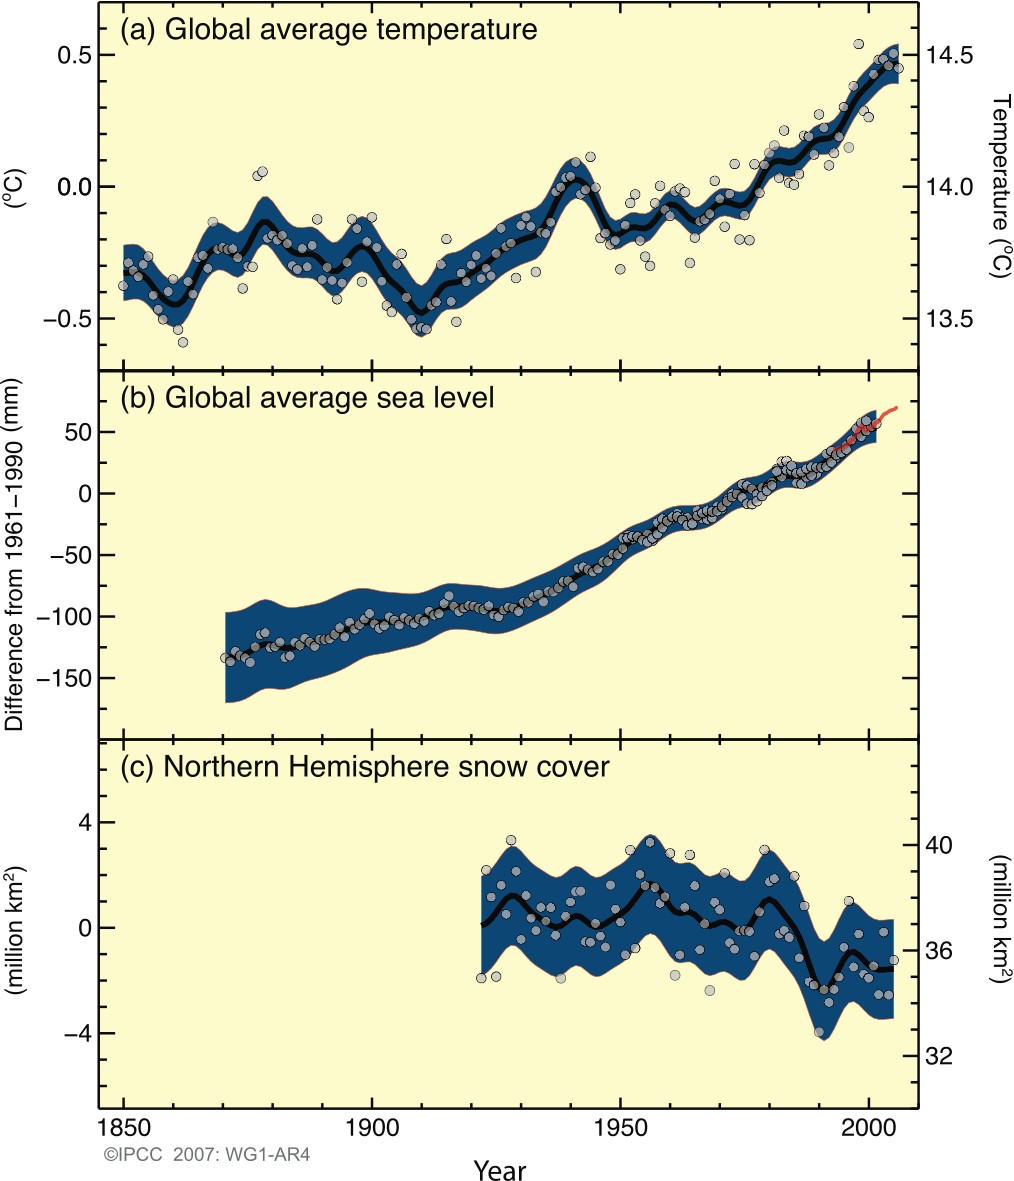 (a) Global average temperature
0.5
0.0
−0.5
(°C)
14.5
14.0
13.5
Temperature (°C)
(b) Global average sea level
50
0
−50
−100
−150
Difference from 1961−1990 (mm)
(c) Northern Hemisphere snow cover
4
0
−4
(million km²)
40
36
32
(million km²)
1850 1900 1950 2000
©IPCC 2007: WG1-AR4
Year